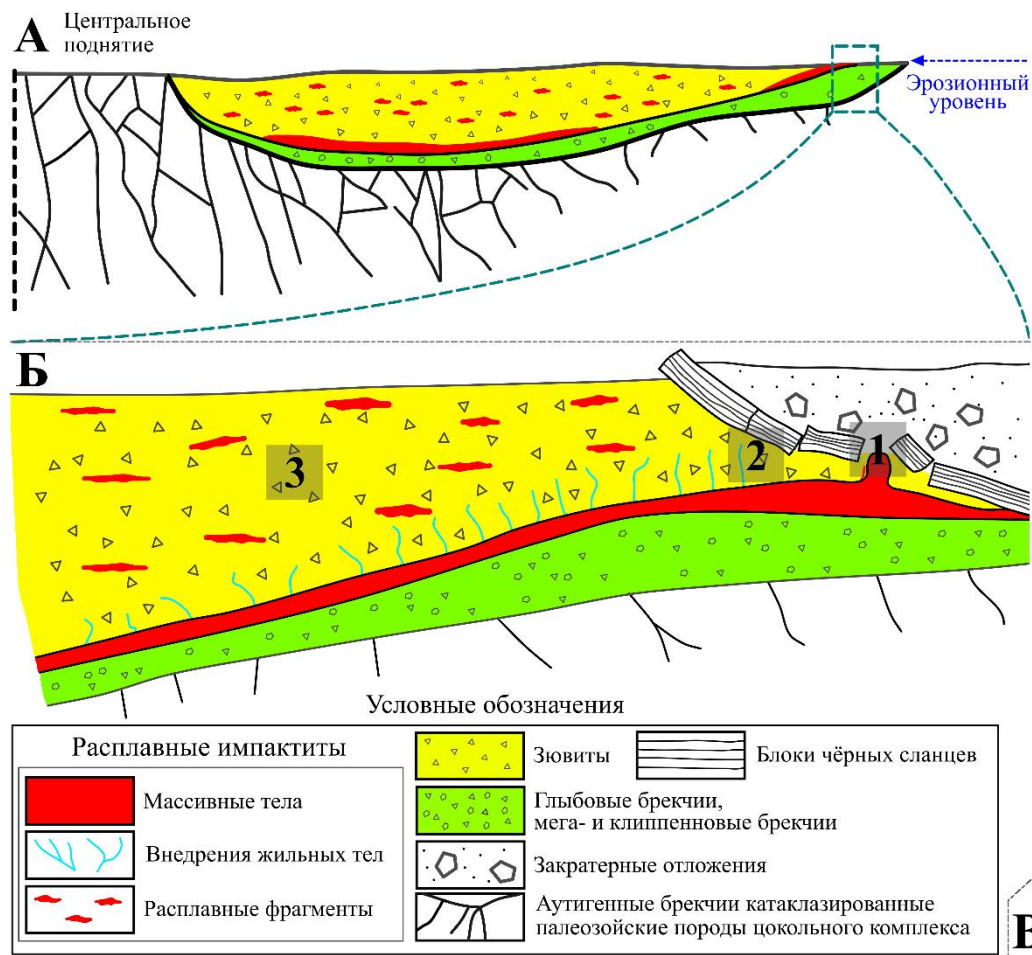 А
Центральное
поднятие
Эрозионный
уровень
Б
1
2
3
Условные обозначения
Расплавные импактиты
Массивные тела
Внедрения жильных тел
Расплавные фрагменты
Зювиты
Блоки чёрных сланцев
Глыбовые брекчии,
мега- и клиппенновые брекчии
Закратерные отложения
Аутигенные брекчии катаклазированные
палеозойские породы цокольного комплекса